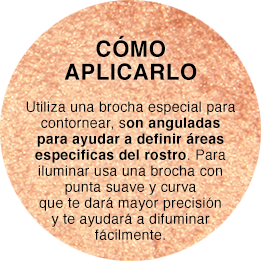 CÓMO
APLICARLO
Utiliza una brocha especial para
contornear, son anguladas
para ayudar a definir áreas
especificas del rostro. Para
iluminar usa una brocha con
punta suave y curva
que te dará mayor precisión
y te ayudará a difuminar
fácilmente.